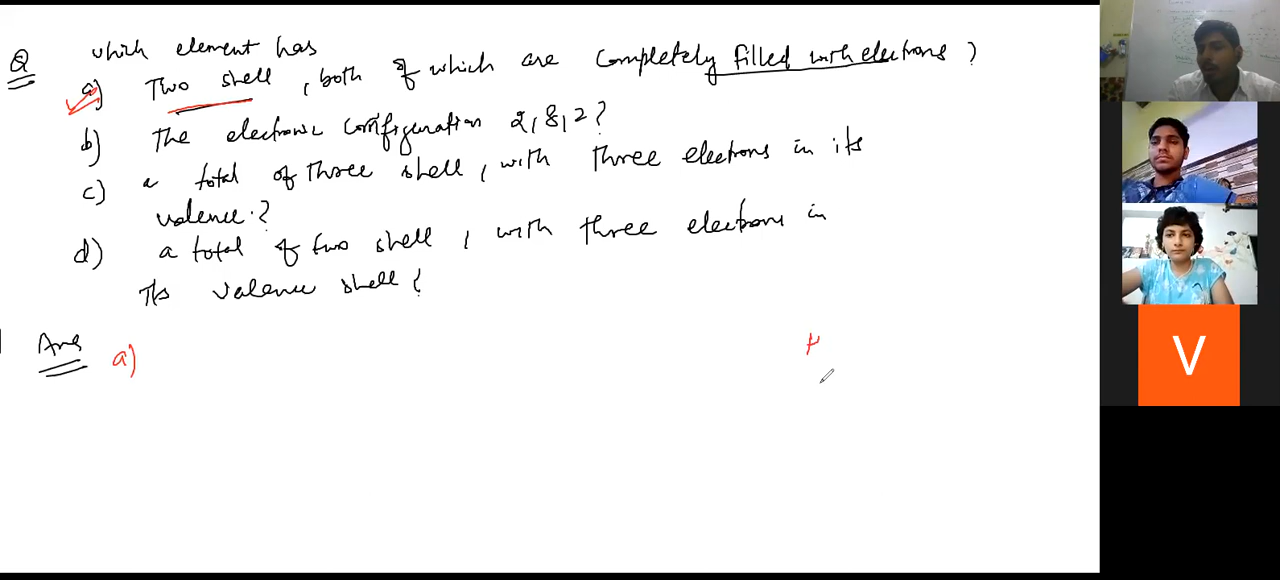 Q which element has
a) Two shell, both of which are completely filled with electrons ?
b) The electronic configuration 2, 8, 2 ?
c) a total of three shell, with three electrons in its
valence. ?
d) a total of two shell, with three electrons in
Its valence shell ?
Ans a)
V